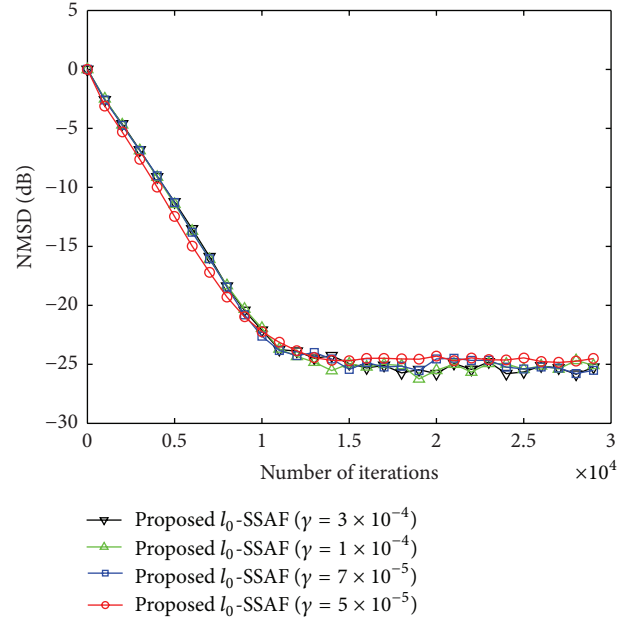 5
0
−5
−10
−15
−20
−25
−30
NMSD (dB)
0 0.5 1 1.5 2 2.5 3
Number of iterations
×10⁴
Proposed l₀-SSAF (γ = 3 × 10⁻⁴)
Proposed l₀-SSAF (γ = 1 × 10⁻⁴)
Proposed l₀-SSAF (γ = 7 × 10⁻⁵)
Proposed l₀-SSAF (γ = 5 × 10⁻⁵)